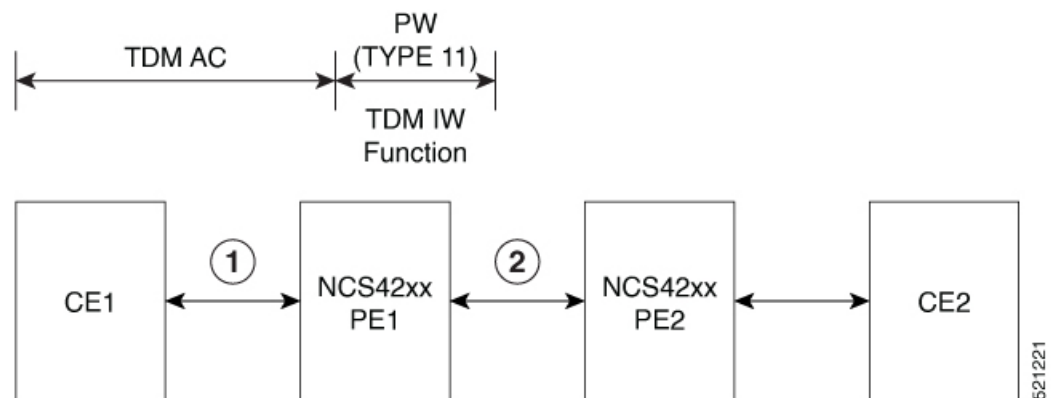 TDM AC
PW
(TYPE 11)
TDM IW
Function
1
2
CE1
NCS42xx
PE1
NCS42xx
PE2
CE2
521221